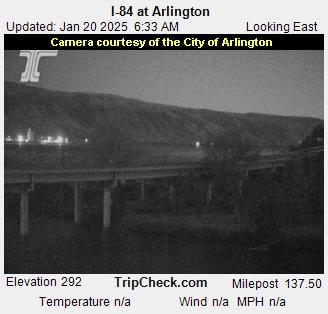 I-84 at Arlington
Updated: Jan 20 2025 6:33 AM Looking East
Camera courtesy of the City of Arlington
Elevation 292 TripCheck.com Milepost 137.50
Temperature n/a Wind n/a MPH n/a